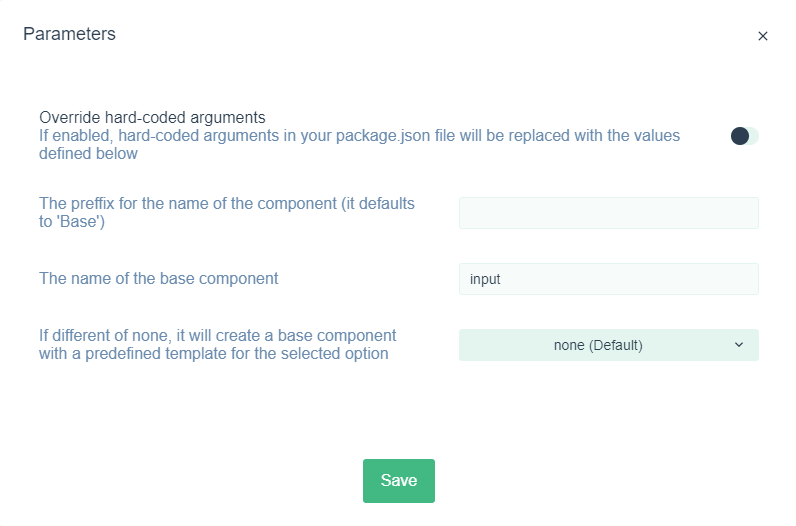 Parameters
×
Override hard-coded arguments
If enabled, hard-coded arguments in your package.json file will be replaced with the values
defined below
The preffix for the name of the component (it defaults
to 'Base')
The name of the base component
input
If different of none, it will create a base component
with a predefined template for the selected option
none (Default)
Save